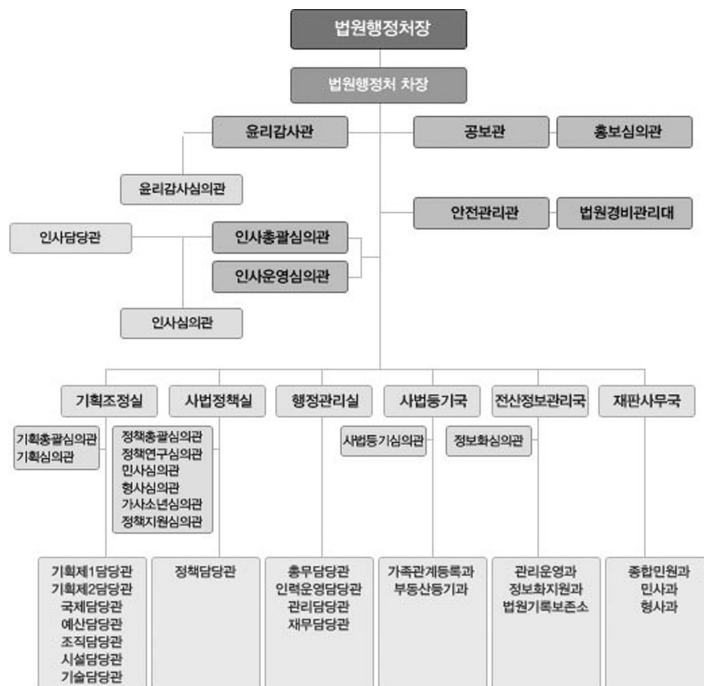 법원행정처장
법원행정처 차장
윤리감사관
공보관
홍보심의관
윤리감사심의관
안전관리관
법원경비관리대
인사담당관
인사총괄심의관
인사운영심의관
인사심의관
기획조정실
사법정책실
행정관리실
사법등기국
전산정보관리국
재판사무국
기획총괄심의관
기획심의관
정책총괄심의관
정책연구심의관
민사심의관
형사심의관
가사소년심의관
정책지원심의관
사법등기심의관
정보화심의관
기획제1담당관
기획제2담당관
국제담당관
예산담당관
조직담당관
시설담당관
기술담당관
정책담당관
총무담당관
인력운영담당관
관리담당관
재무담당관
가족관계등록과
부동산등기과
관리운영과
정보화지원과
법원기록보존소
종합민원과
민사과
형사과